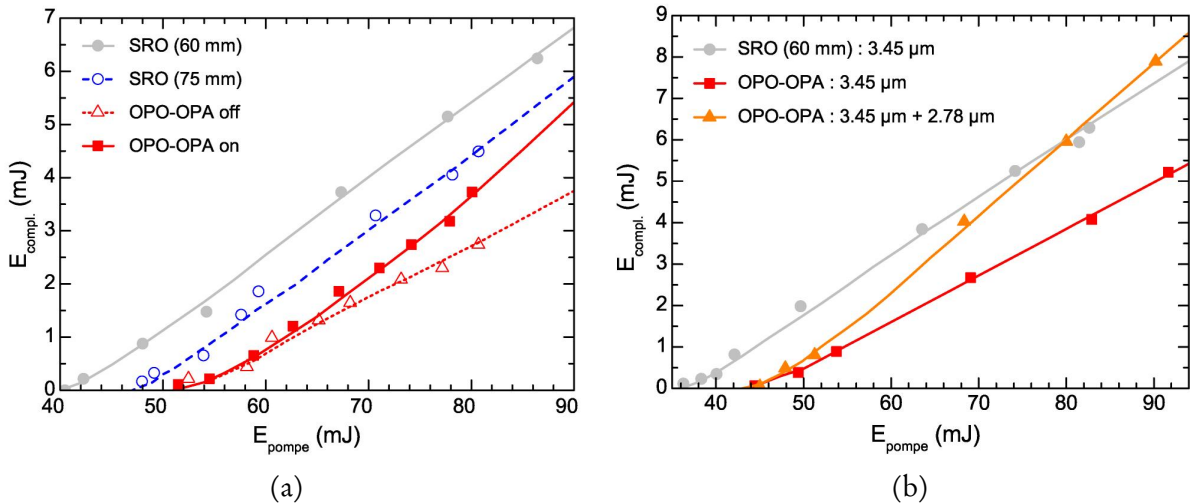 7
6
5
4
3
2
1
0
E_compl. (mJ)
SRO (60 mm)
SRO (75 mm)
OPO-OPA off
OPO-OPA on
40 50 60 70 80 90
E_pompe (mJ)
(a)
9
8
7
6
5
4
3
2
1
0
E_compl. (mJ)
SRO (60 mm) : 3.45 µm
OPO-OPA : 3.45 µm
OPO-OPA : 3.45 µm + 2.78 µm
40 50 60 70 80 90
E_pompe (mJ)
(b)